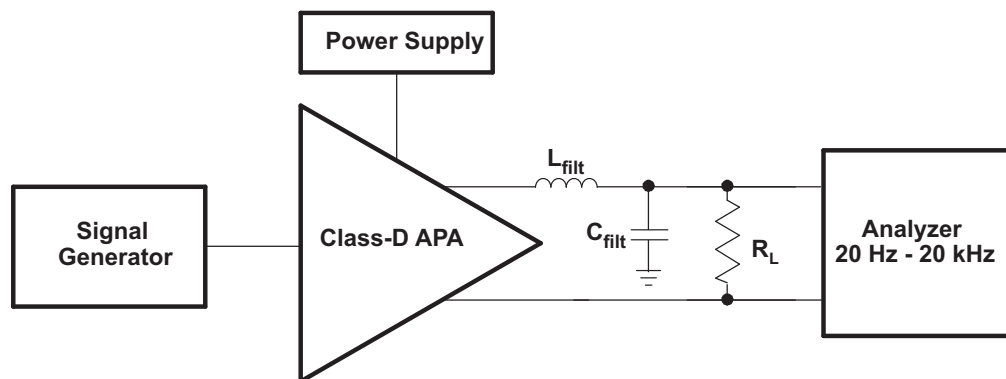 Power Supply
Signal
Generator
Class-D APA
L_filt
C_filt
R_L
Analyzer
20 Hz - 20 kHz